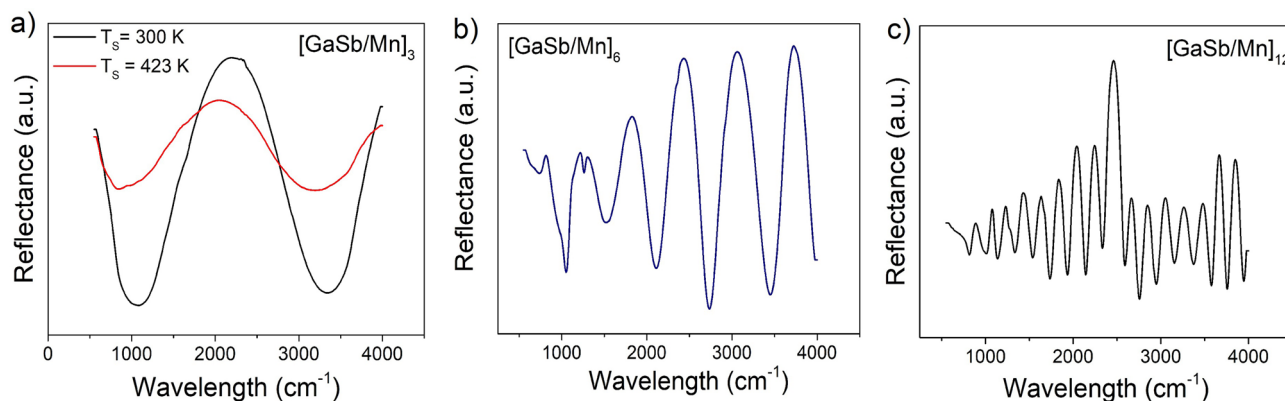 a)
T_S = 300 K
T_S = 423 K
[GaSb/Mn]_3
Reflectance (a.u.)
0 1000 2000 3000 4000
Wavelength (cm^-1)
b)
[GaSb/Mn]_6
Reflectance (a.u.)
1000 2000 3000 4000
Wavelength (cm^-1)
c)
[GaSb/Mn]_12
Reflectance (a.u.)
1000 2000 3000 4000
Wavelength (cm^-1)